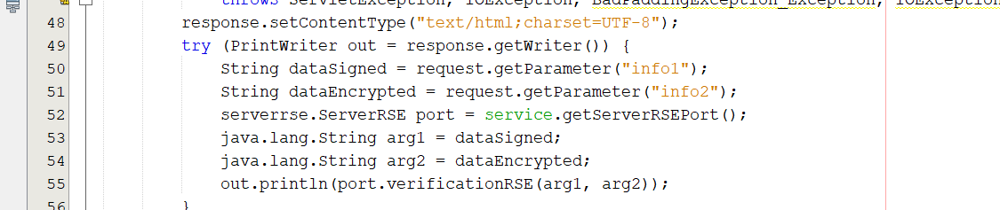 throws ServletException, IOException, BadPaddingException_Exception, IOException
48 response.setContentType("text/html;charset=UTF-8");
49 try (PrintWriter out = response.getWriter()) {
50 String dataSigned = request.getParameter("info1");
51 String dataEncrypted = request.getParameter("info2");
52 serverrse.ServerRSE port = service.getServerRSEPort();
53 java.lang.String arg1 = dataSigned;
54 java.lang.String arg2 = dataEncrypted;
55 out.println(port.verificationRSE(arg1, arg2));
56 }